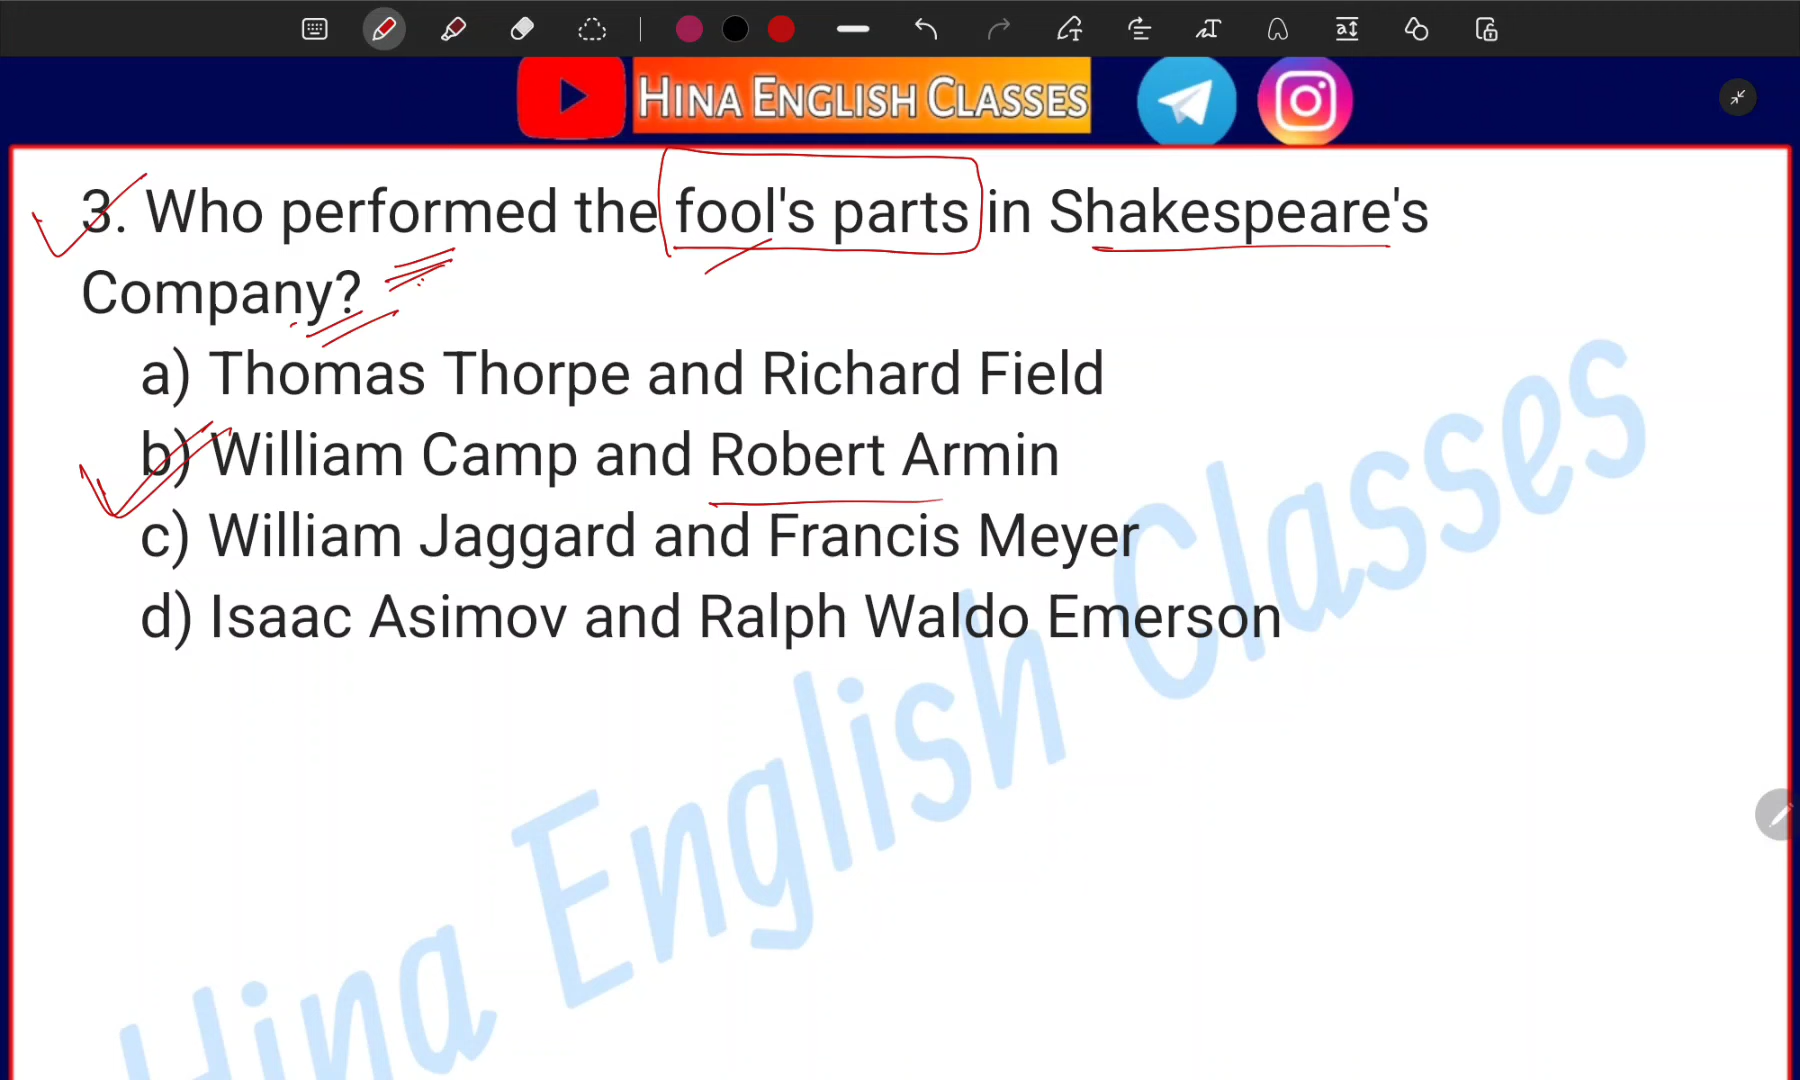 HINA ENGLISH CLASSES
3. Who performed the fool's parts in Shakespeare's
Company?
a) Thomas Thorpe and Richard Field
b) William Camp and Robert Armin
c) William Jaggard and Francis Meyer
d) Isaac Asimov and Ralph Waldo Emerson
Hina English Classes